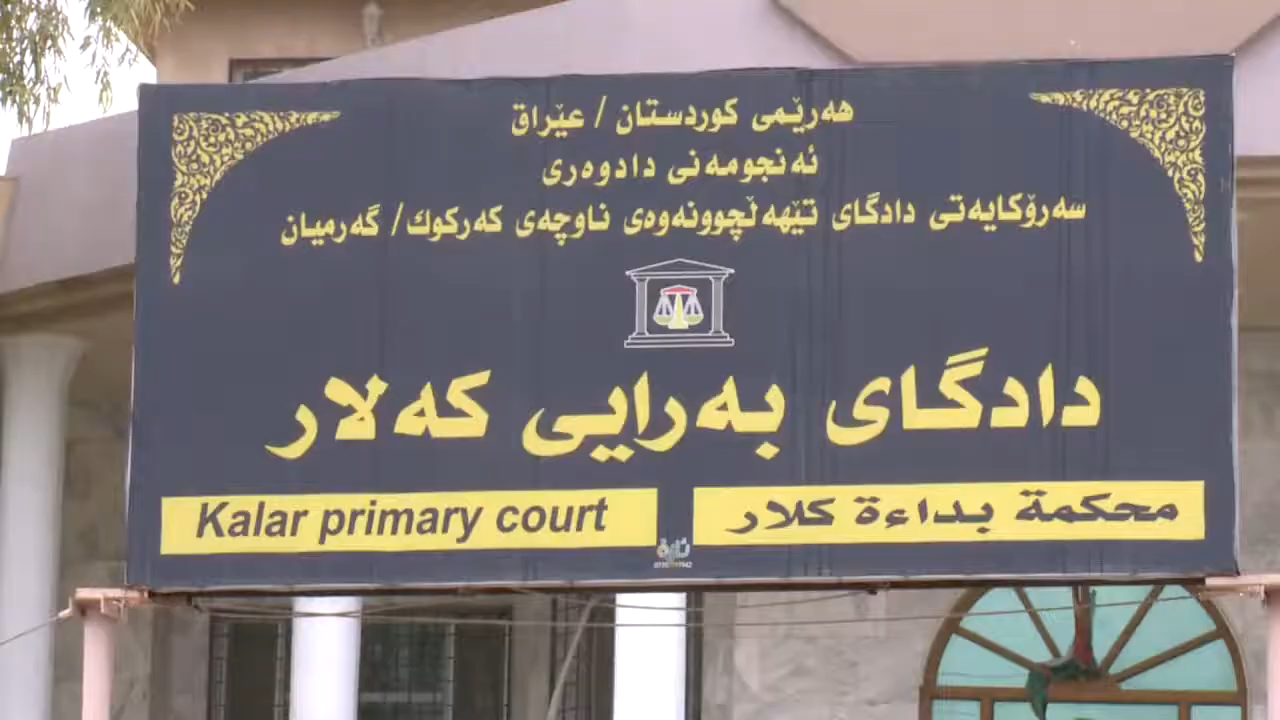 هەرێمی کوردستان / عێراق
ئەنجومەنی دادوەری
سەرۆکایەتی دادگای تێهەڵچوونەوەی ناوچەی کەرکوك/ گەرمیان
دادگای بەرایی کەلار
محكمة بداءة كلار
Kalar primary court